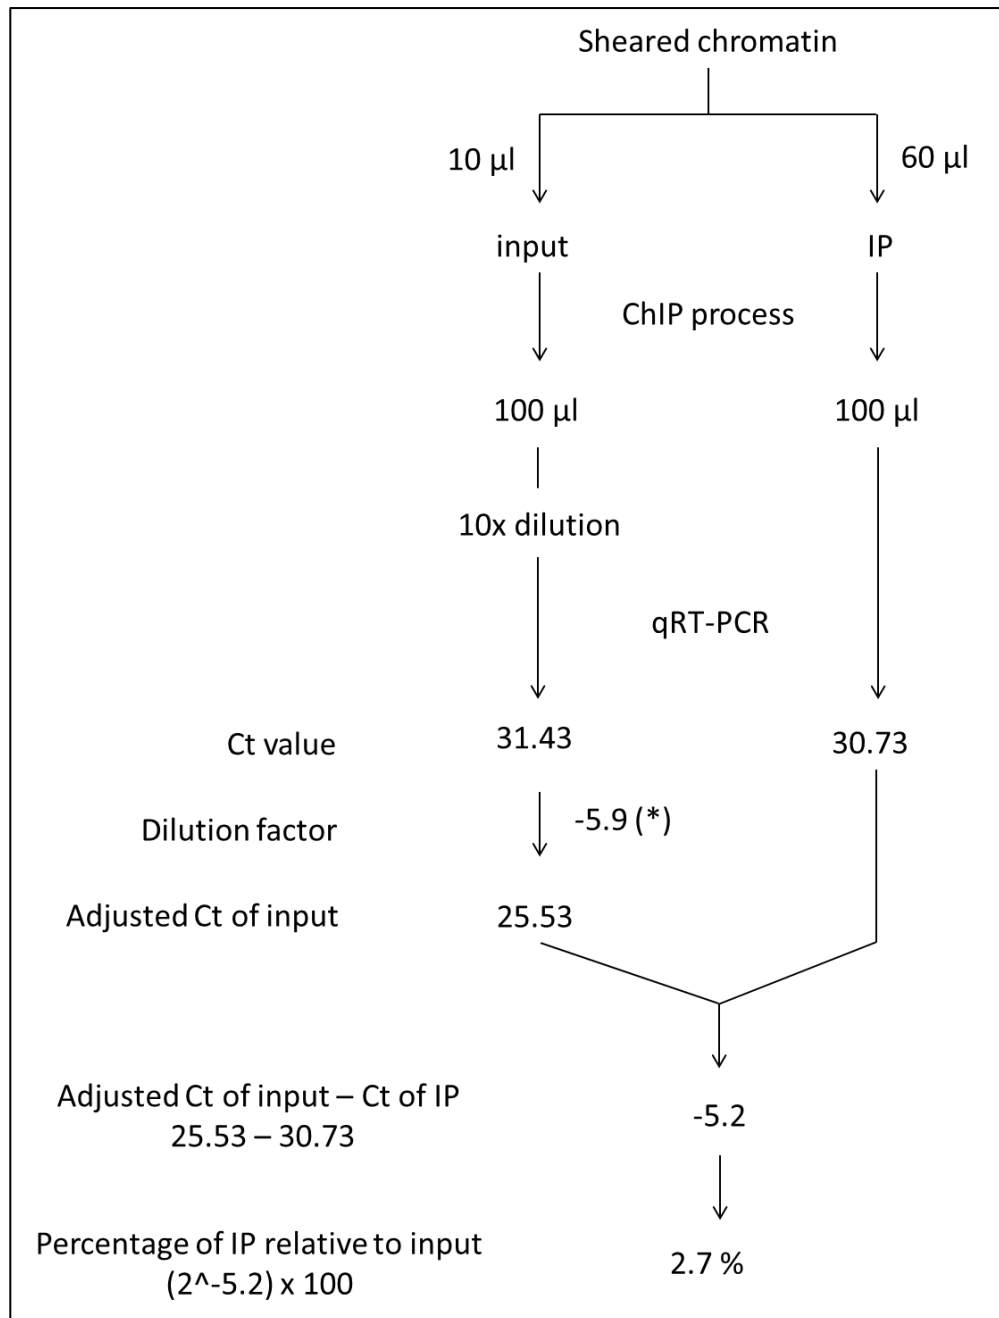 Sheared chromatin
10 µl
60 µl
input
IP
ChIP process
100 µl
100 µl
10x dilution
qRT-PCR
Ct value
31.43
30.73
Dilution factor
-5.9 (*)
Adjusted Ct of input
25.53
Adjusted Ct of input – Ct of IP
25.53 – 30.73
-5.2
Percentage of IP relative to input
(2^-5.2) x 100
2.7 %